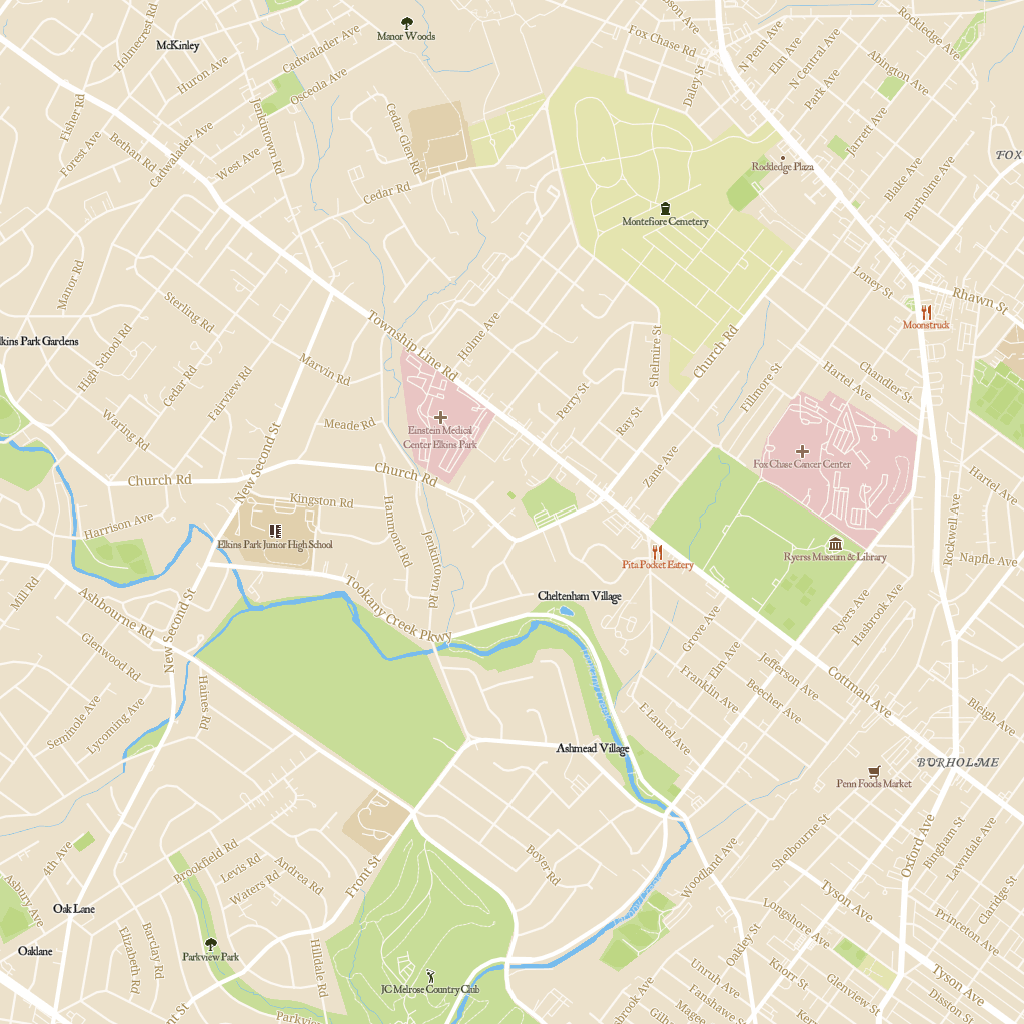 Holmecrest Rd
McKinley
Manor Woods
Cadwalader Ave
Huron Ave
Osceola Ave
Fox Chase Rd
N Penn Ave
Elm Ave
N Central Ave
Park Ave
Rockledge Ave
Abington Ave
Daley St
Fisher Rd
Forest Ave
Bethan Rd
Cadwalader Ave
West Ave
Jenkintown Rd
Cedar Glen Rd
Cedar Rd
Jarrett Ave
Rockledge Plaza
Blake Ave
Burholme Ave
FOX
Montefiore Cemetery
Manor Rd
Sterling Rd
Loney St
Rhawn St
Moonstruck
Township Line Rd
Holme Ave
Shelmire St
Church Rd
lkins Park Gardens
High School Rd
Cedar Rd
Fairview Rd
Marvin Rd
Perry St
Ray St
Fillmore St
Hartel Ave
Chandler St
Waring Rd
Meade Rd
Einstein Medical
Center Elkins Park
New Second St
Church Rd
Church Rd
Zane Ave
Fox Chase Cancer Center
Hartel Ave
Kingston Rd
Harrison Ave
Elkins Park Junior High School
Hammond Rd
Jenkintown Rd
Rockwell Ave
Pita Pocket Eatery
Ryerss Museum & Library
Napfle Ave
Mill Rd
Ashbourne Rd
New Second St
Tookany Creek Pkwy
Cheltenham Village
Grove Ave
Ryers Ave
Hasbrook Ave
Glenwood Rd
Haines Rd
Elm Ave
Franklin Ave
Jefferson Ave
Beecher Ave
Cottman Ave
Seminole Ave
Lycoming Ave
E Laurel Ave
Bleigh Ave
Ashmead Village
BURHOLME
Penn Foods Market
4th Ave
Brookfield Rd
Levis Rd
Waters Rd
Andrea Rd
Front St
Boyer Rd
Shelbourne St
Woodland Ave
Oxford Ave
Bingham St
Lawndale Ave
Asbury Ave
Oak Lane
Oaklane
Elizabeth Rd
Barclay Rd
Parkview Park
Hilldale Rd
JC Melrose Country Club
Tyson Ave
Longshore Ave
Oakley St
Claridge St
Princeton Ave
Unruh Ave
Knorr St
Glenview St
Tyson Ave
Disston St
Fanshawe St
Magee